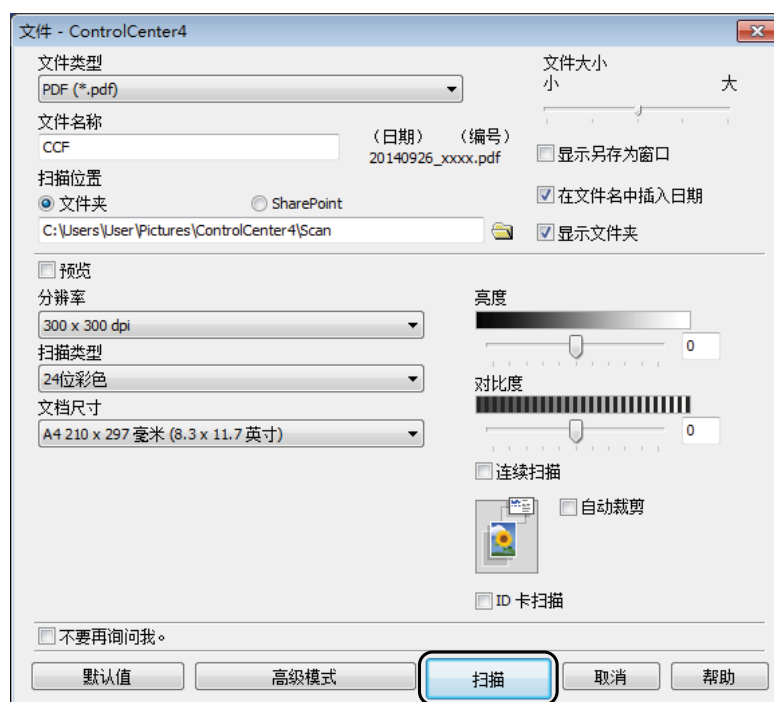 文件 - ControlCenter4
文件类型
PDF (*.pdf)
文件大小
小 大
文件名称
CCF
（日期） （编号）
20140926_xxxx.pdf
显示另存为窗口
扫描位置
文件夹 SharePoint
在文件名中插入日期
C:\Users\User\Pictures\ControlCenter4\Scan
显示文件夹
预览
分辨率
300 x 300 dpi
扫描类型
24位彩色
文档尺寸
A4 210 x 297 毫米 (8.3 x 11.7 英寸)
亮度
0
对比度
0
连续扫描
自动裁剪
ID 卡扫描
不要再询问我。
默认值 高级模式 扫描 取消 帮助